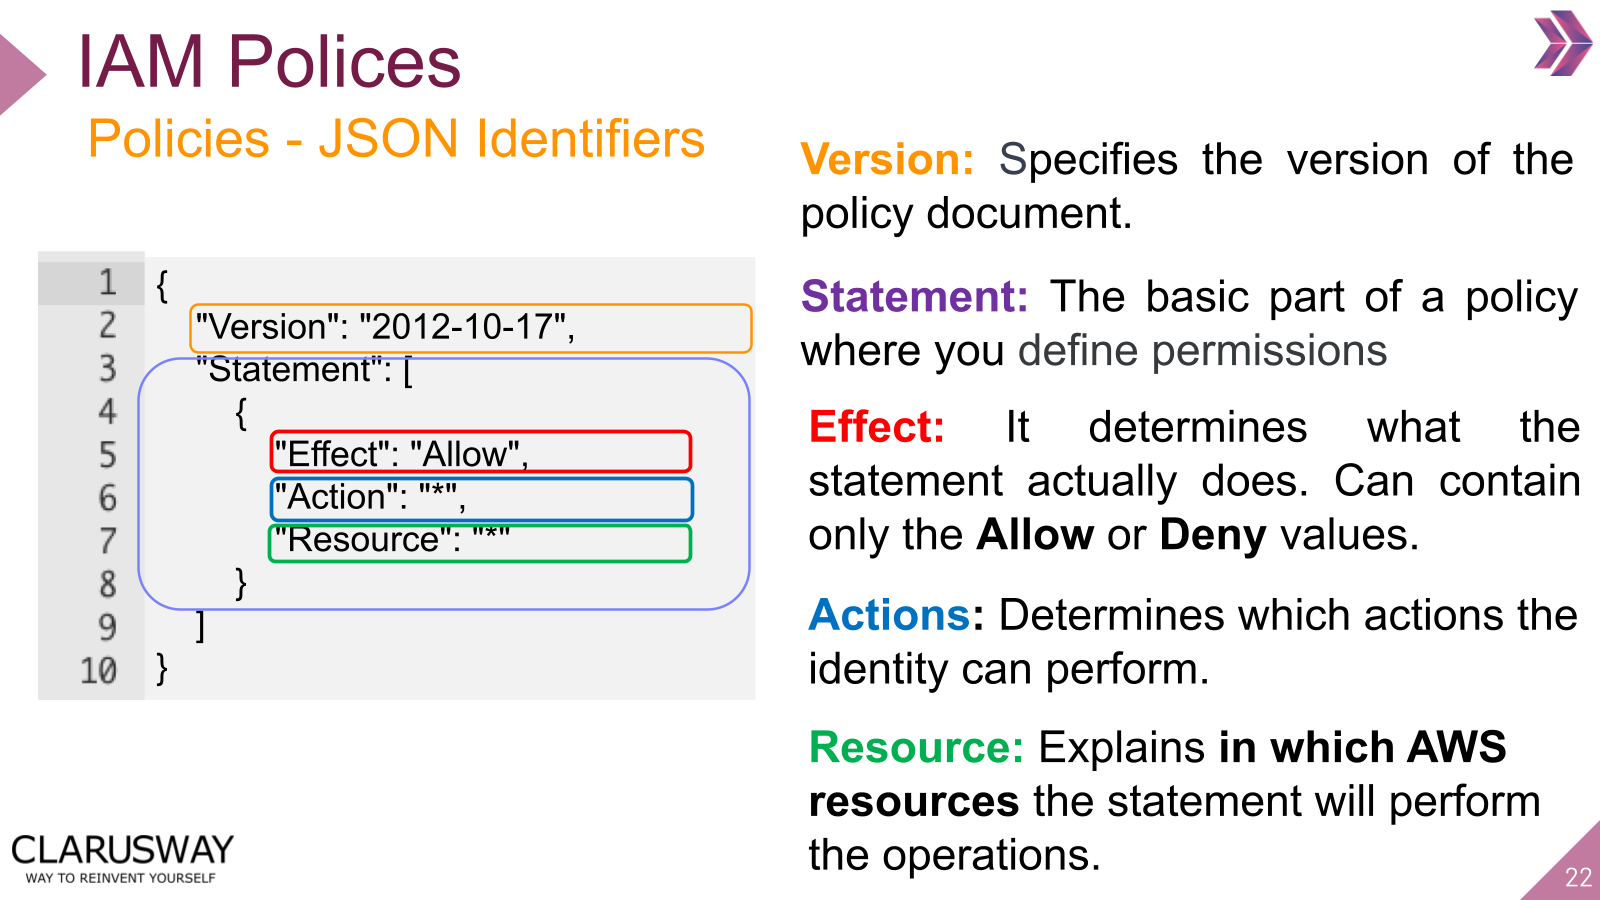 IAM Polices
Policies - JSON Identifiers
1 {
2 "Version": "2012-10-17",
3 "Statement": [
4 {
5 "Effect": "Allow",
6 "Action": "*",
7 "Resource": "*"
8 }
9 ]
10 }
Version: Specifies the version of the
policy document.
Statement: The basic part of a policy
where you define permissions
Effect: It determines what the
statement actually does. Can contain
only the Allow or Deny values.
Actions: Determines which actions the
identity can perform.
Resource: Explains in which AWS
resources the statement will perform
the operations.
CLARUSWAY
WAY TO REINVENT YOURSELF
22